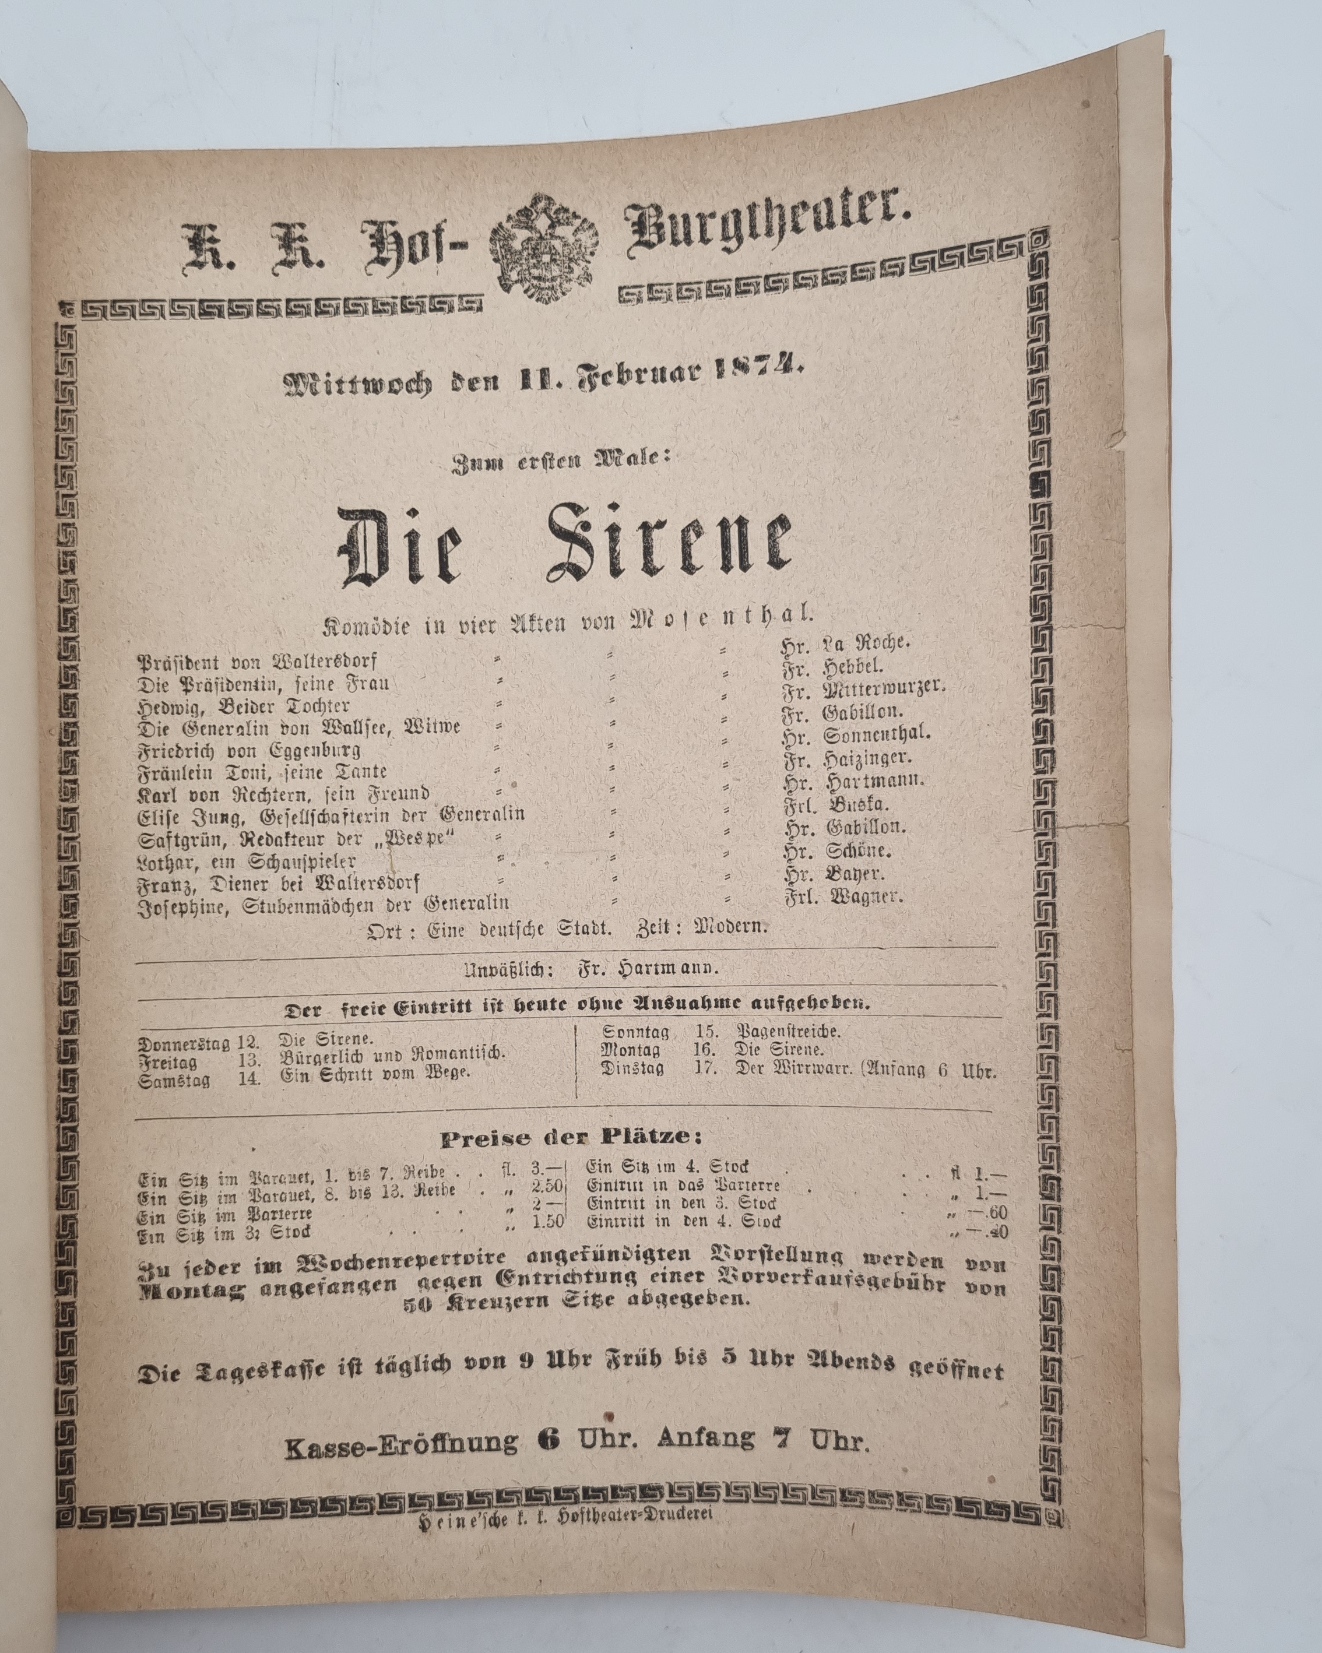 K. K. Hof- Burgtheater.
Mittwoch den 11. Februar 1874.
Zum ersten Male:
Die Sirene
Komödie in vier Akten von Mosenthal.
Präsident von Waltersdorf Hr. La Roche.
Die Präsidentin, seine Frau Fr. Hebbel.
Hedwig, Beider Tochter Fr. Mitterwurzer.
Die Generalin von Wallsee, Witwe Fr. Gabillon.
Friedrich von Eggenburg Hr. Sonnenthal.
Fräulein Toni, seine Tante Fr. Haizinger.
Karl von Rechtern, sein Freund Hr. Hartmann.
Elise Jung, Gesellschafterin der Generalin Frl. Buska.
Saftgrün, Redakteur der „Wespe“ Hr. Gabillon.
Lothar, ein Schauspieler Hr. Schöne.
Franz, Diener bei Waltersdorf Hr. Bayer.
Josephine, Stubenmädchen der Generalin Frl. Wagner.
Ort: Eine deutsche Stadt. Zeit: Modern.
Unpäßlich: Fr. Hartmann.
Der freie Eintritt ist heute ohne Ausnahme aufgehoben.
Donnerstag 12. Die Sirene.
Freitag 13. Bürgerlich und Romantisch.
Samstag 14. Ein Schritt vom Wege.
Sonntag 15. Pagenstreiche.
Montag 16. Die Sirene.
Dinstag 17. Der Wirrwarr. (Anfang 6 Uhr.
Preise der Plätze:
Ein Sitz im Parquet, 1. bis 7. Reihe . . fl. 3.—
Ein Sitz im Parquet, 8. bis 13. Reihe . „ 2.50
Ein Sitz im Parterre . . „ 2—
Ein Sitz im 3. Stock . . . „ 1.50
Ein Sitz im 4. Stock . . . fl 1.—
Eintritt in das Parterre . . „ 1.—
Eintritt in den 3. Stock . „ —.60
Eintritt in den 4. Stock „ —.40
Zu jeder im Wochenrepertoire angekündigten Vorstellung werden von
Montag angefangen gegen Entrichtung einer Vorverkaufsgebühr von
50 Kreuzern Sitze abgegeben.
Die Tageskasse ist täglich von 9 Uhr Früh bis 5 Uhr Abends geöffnet
Kasse-Eröffnung 6 Uhr. Anfang 7 Uhr.
Heine'sche k. k. Hoftheater-Druckerei